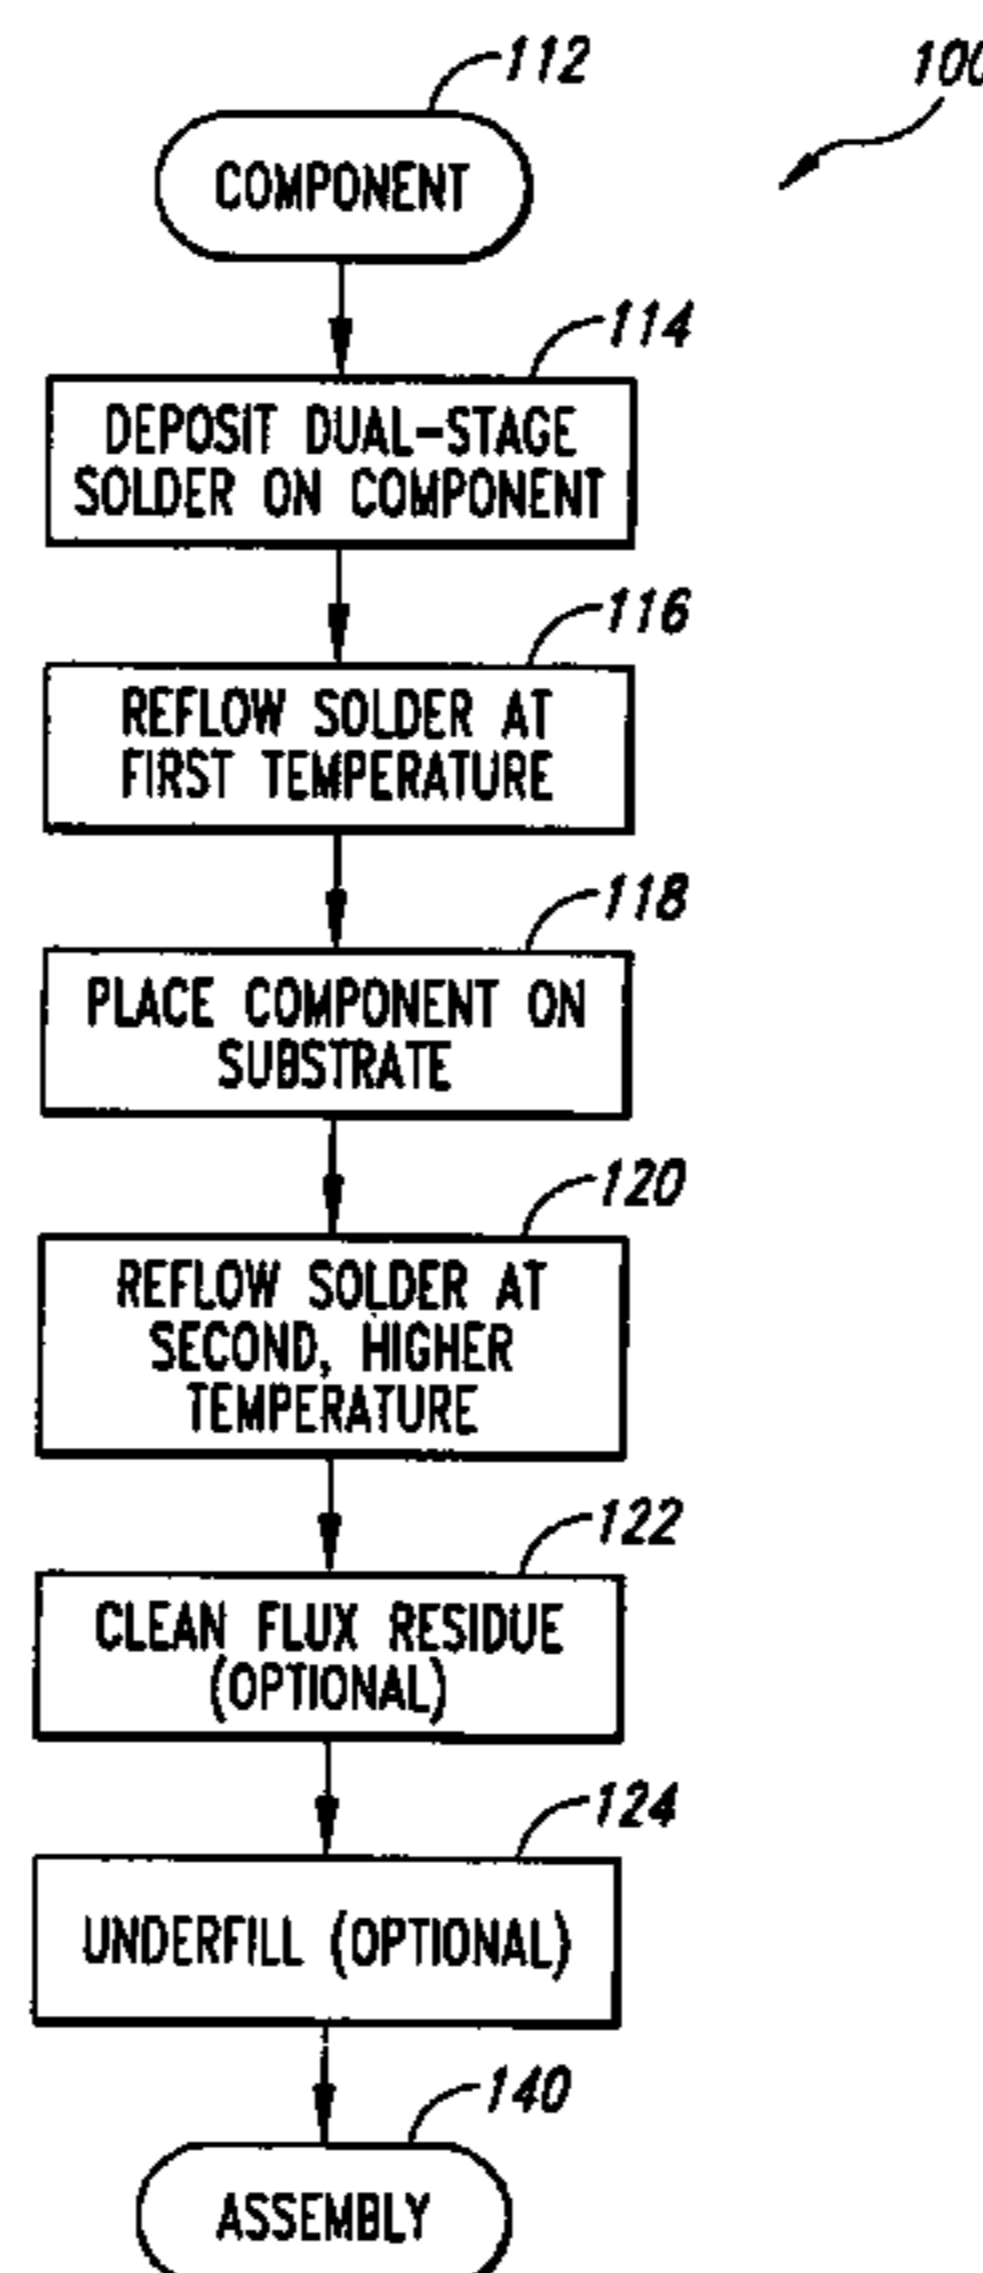 112
100
COMPONENT
114
DEPOSIT DUAL-STAGE
SOLDER ON COMPONENT
116
REFLOW SOLDER AT
FIRST TEMPERATURE
118
PLACE COMPONENT ON
SUBSTRATE
120
REFLOW SOLDER AT
SECOND, HIGHER
TEMPERATURE
122
CLEAN FLUX RESIDUE
(OPTIONAL)
124
UNDERFILL (OPTIONAL)
140
ASSEMBLY